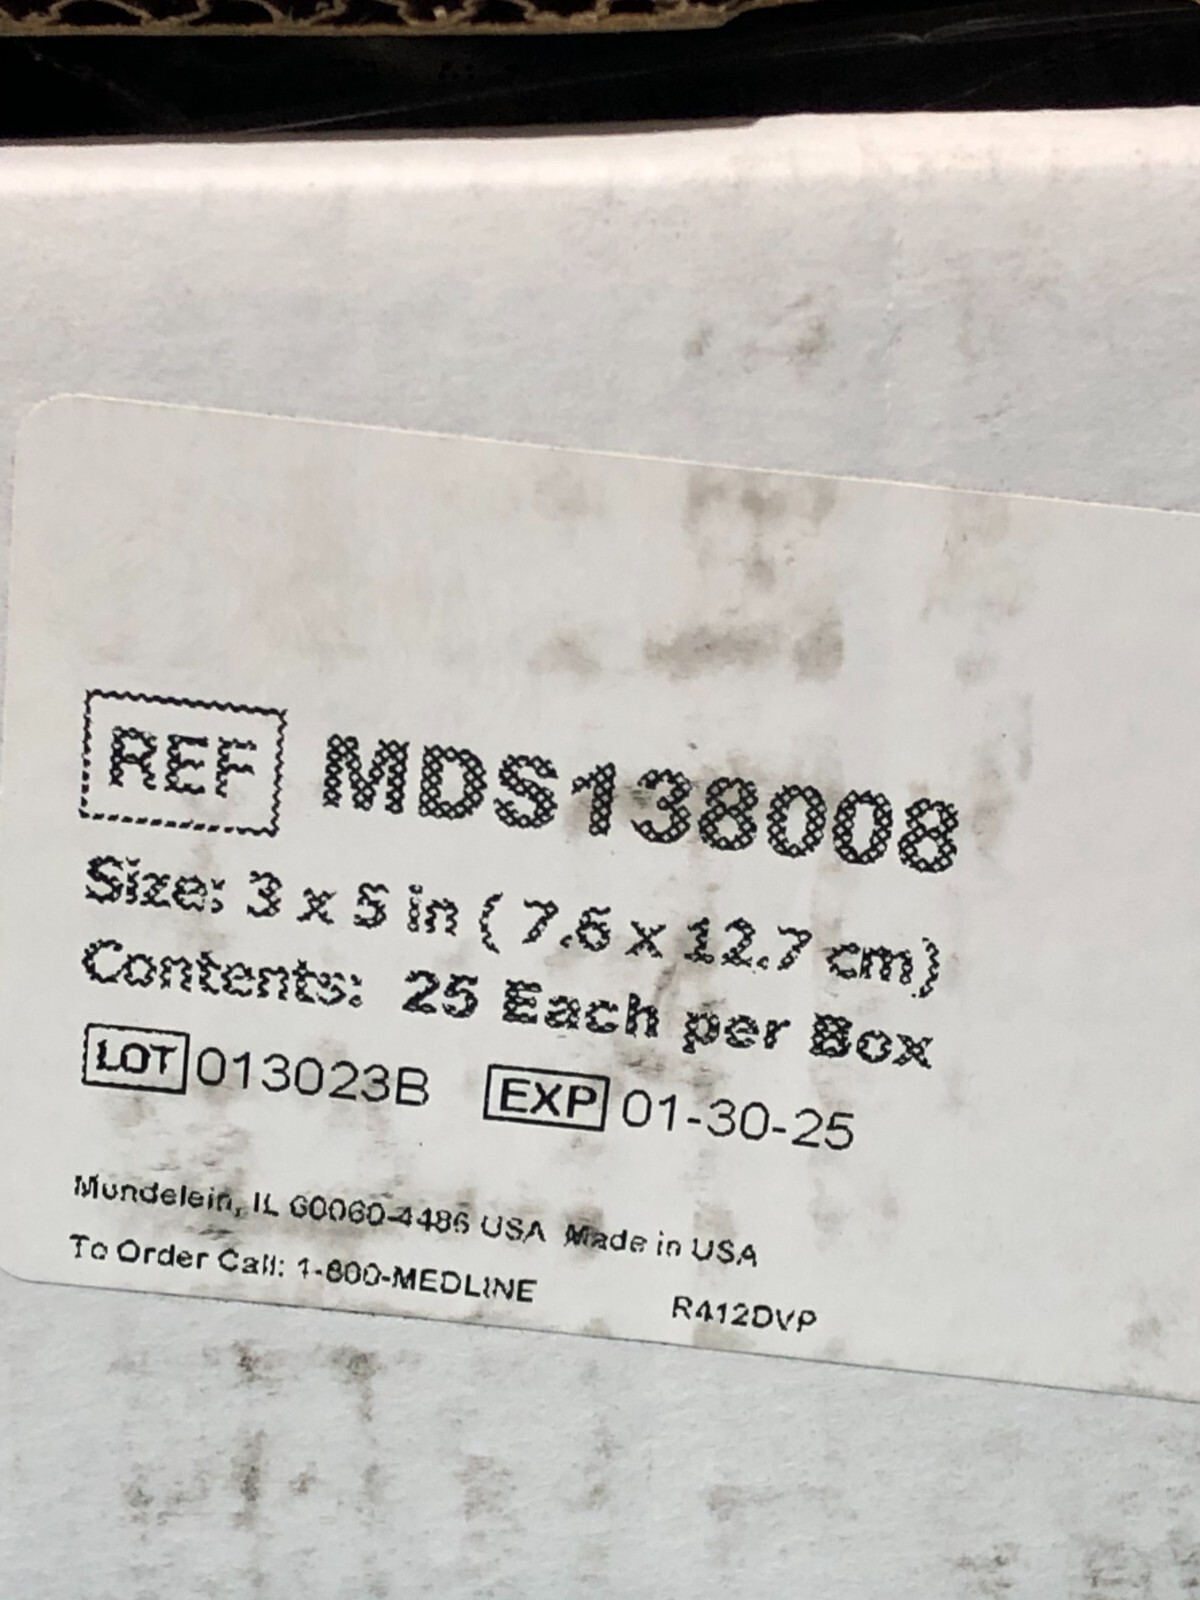 REF MDS138008
Size: 3 x 5 in ( 7.6 x 12.7 cm)
Contents: 25 Each per Box
LOT 013023B EXP 01-30-25
Mundelein, IL 60060-4486 USA Made in USA
To Order Call: 1-800-MEDLINE R412DVP